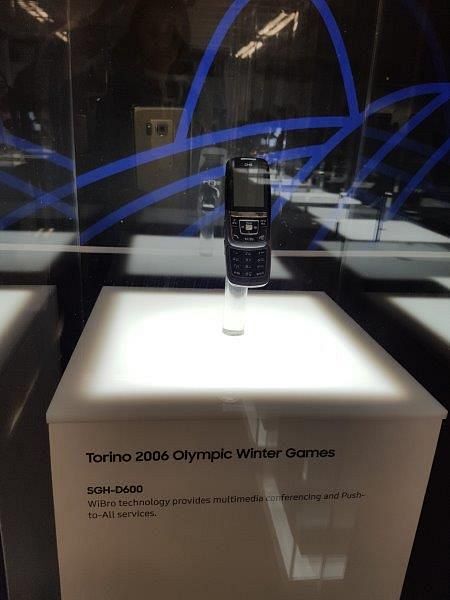 Torino 2006 Olympic Winter Games
SGH-D600
WiBro technology provides multimedia conferencing and Push-
to-All services.